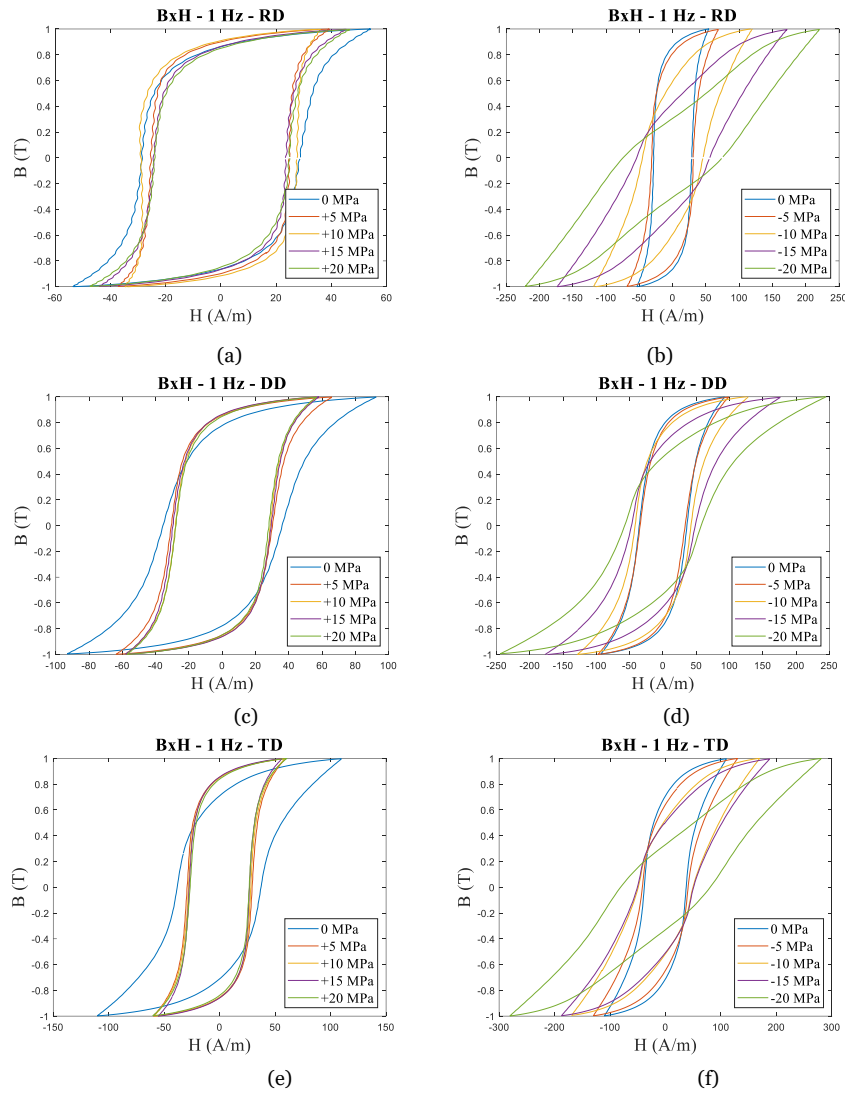 BxH - 1 Hz - RD
1
0.8
0.6
0.4
0.2
0
-0.2
-0.4
-0.6
-0.8
-1
B (T)
0 MPa
+5 MPa
+10 MPa
+15 MPa
+20 MPa
-60 -40 -20 0 20 40 60
H (A/m)
(a)
BxH - 1 Hz - RD
1
0.8
0.6
0.4
0.2
0
-0.2
-0.4
-0.6
-0.8
-1
B (T)
0 MPa
-5 MPa
-10 MPa
-15 MPa
-20 MPa
-250 -200 -150 -100 -50 0 50 100 150 200 250
H (A/m)
(b)
BxH - 1 Hz - DD
1
0.8
0.6
0.4
0.2
0
-0.2
-0.4
-0.6
-0.8
-1
B (T)
0 MPa
+5 MPa
+10 MPa
+15 MPa
+20 MPa
-100 -80 -60 -40 -20 0 20 40 60 80 100
H (A/m)
(c)
BxH - 1 Hz - DD
1
0.8
0.6
0.4
0.2
0
-0.2
-0.4
-0.6
-0.8
-1
B (T)
0 MPa
-5 MPa
-10 MPa
-15 MPa
-20 MPa
-250 -200 -150 -100 -50 0 50 100 150 200 250
H (A/m)
(d)
BxH - 1 Hz - TD
1
0.8
0.6
0.4
0.2
0
-0.2
-0.4
-0.6
-0.8
-1
B (T)
0 MPa
+5 MPa
+10 MPa
+15 MPa
+20 MPa
-150 -100 -50 0 50 100 150
H (A/m)
(e)
BxH - 1 Hz - TD
1
0.8
0.6
0.4
0.2
0
-0.2
-0.4
-0.6
-0.8
-1
B (T)
0 MPa
-5 MPa
-10 MPa
-15 MPa
-20 MPa
-300 -200 -100 0 100 200 300
H (A/m)
(f)